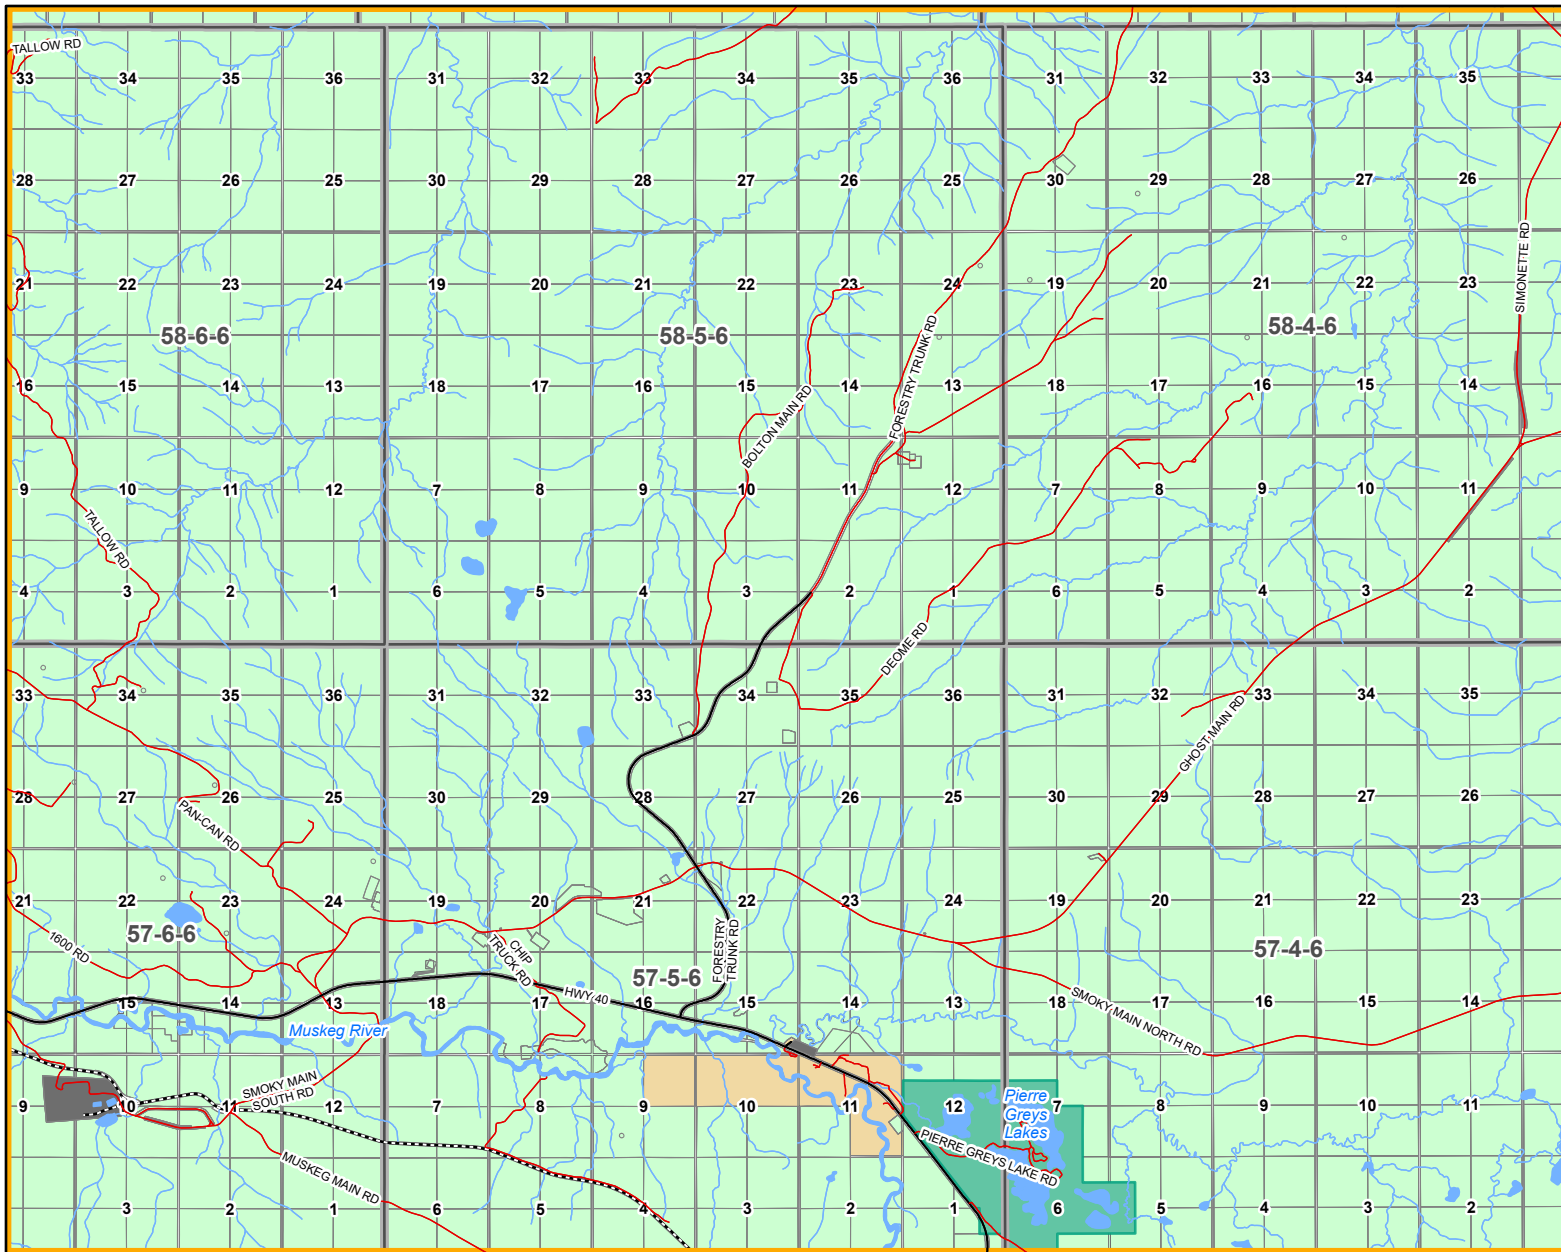 TALLOW RD
33 34 35 36 31 32 33 34 35 36 31 32 33 34 35
28 27 26 25 30 29 28 27 26 25 30 29 28 27 26
SIMONETTE RD
21 22 23 24 19 20 21 22 23 24 19 20 21 22 23
58-6-6 58-5-6 58-4-6
FORESTRY TRUNK RD
16 15 14 13 18 17 16 15 14 13 18 17 16 15 14
BOLTON MAIN RD
9 10 11 12 7 8 9 10 11 12 7 8 9 10 11
TALLOW RD
4 3 2 1 6 5 4 3 2 1 6 5 4 3 2
DEOME RD
33 34 35 36 31 32 33 34 35 36 31 32 33 34 35
GHOST MAIN RD
28 27 26 25 30 29 28 27 26 25 30 29 28 27 26
PAN-CAN RD
21 22 23 24 19 20 21 22 23 24 19 20 21 22 23
57-6-6 57-5-6 57-4-6
1600 RD
CHIP
TRUCK RD
FORESTRY
TRUNK RD
HWY 40
15 14 13 18 17 16 15 14 13 18 17 16 15 14
SMOKY MAIN NORTH RD
Muskeg River
SMOKY MAIN
SOUTH RD
9 10 11 12 7 8 9 10 11 12 7 8 9 10 11
Pierre
Greys
Lakes
PIERRE GREYS LAKE RD
MUSKEG MAIN RD
3 2 1 6 5 4 3 2 1 6 5 4 3 2